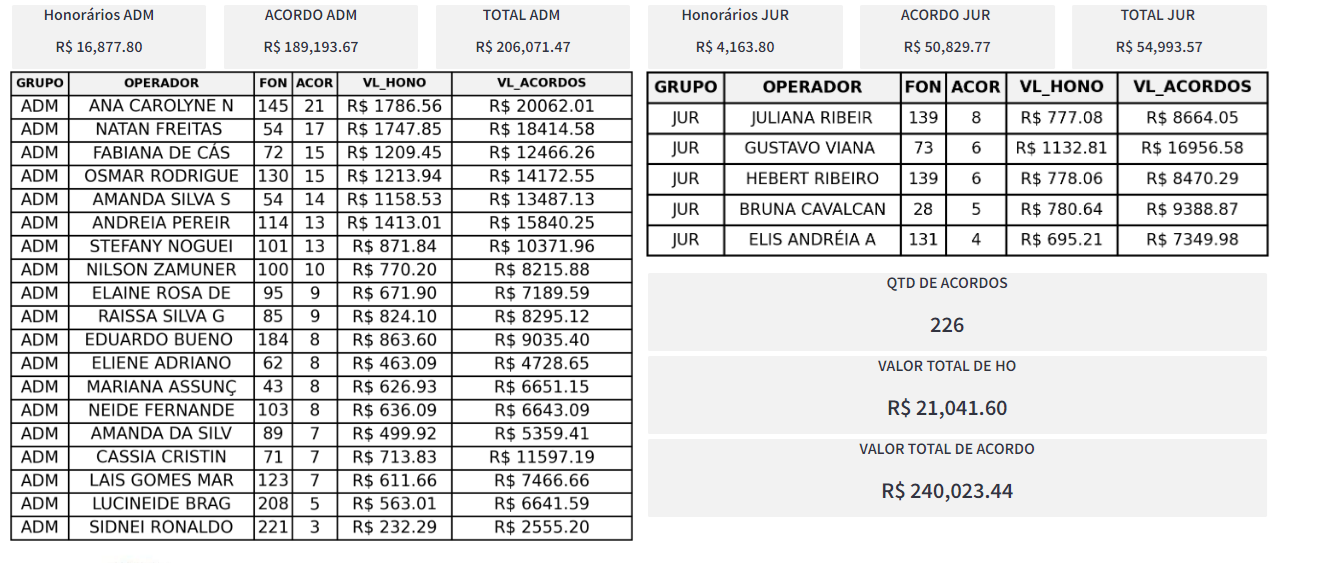 Honorários ADM ACORDO ADM TOTAL ADM
R$ 16,877.80 R$ 189,193.67 R$ 206,071.47
GRUPO OPERADOR FON ACOR VL_HONO VL_ACORDOS
ADM ANA CAROLYNE N 145 21 R$ 1786.56 R$ 20062.01
ADM NATAN FREITAS 54 17 R$ 1747.85 R$ 18414.58
ADM FABIANA DE CÁS 72 15 R$ 1209.45 R$ 12466.26
ADM OSMAR RODRIGUE 130 15 R$ 1213.94 R$ 14172.55
ADM AMANDA SILVA S 54 14 R$ 1158.53 R$ 13487.13
ADM ANDREIA PEREIR 114 13 R$ 1413.01 R$ 15840.25
ADM STEFANY NOGUEI 101 13 R$ 871.84 R$ 10371.96
ADM NILSON ZAMUNER 100 10 R$ 770.20 R$ 8215.88
ADM ELAINE ROSA DE 95 9 R$ 671.90 R$ 7189.59
ADM RAISSA SILVA G 85 9 R$ 824.10 R$ 8295.12
ADM EDUARDO BUENO 184 8 R$ 863.60 R$ 9035.40
ADM ELIENE ADRIANO 62 8 R$ 463.09 R$ 4728.65
ADM MARIANA ASSUNÇ 43 8 R$ 626.93 R$ 6651.15
ADM NEIDE FERNANDE 103 8 R$ 636.09 R$ 6643.09
ADM AMANDA DA SILV 89 7 R$ 499.92 R$ 5359.41
ADM CASSIA CRISTIN 71 7 R$ 713.83 R$ 11597.19
ADM LAIS GOMES MAR 123 7 R$ 611.66 R$ 7466.66
ADM LUCINEIDE BRAG 208 5 R$ 563.01 R$ 6641.59
ADM SIDNEI RONALDO 221 3 R$ 232.29 R$ 2555.20
Honorários JUR ACORDO JUR TOTAL JUR
R$ 4,163.80 R$ 50,829.77 R$ 54,993.57
GRUPO OPERADOR FON ACOR VL_HONO VL_ACORDOS
JUR JULIANA RIBEIR 139 8 R$ 777.08 R$ 8664.05
JUR GUSTAVO VIANA 73 6 R$ 1132.81 R$ 16956.58
JUR HEBERT RIBEIRO 139 6 R$ 778.06 R$ 8470.29
JUR BRUNA CAVALCAN 28 5 R$ 780.64 R$ 9388.87
JUR ELIS ANDRÉIA A 131 4 R$ 695.21 R$ 7349.98
QTD DE ACORDOS
226
VALOR TOTAL DE HO
R$ 21,041.60
VALOR TOTAL DE ACORDO
R$ 240,023.44